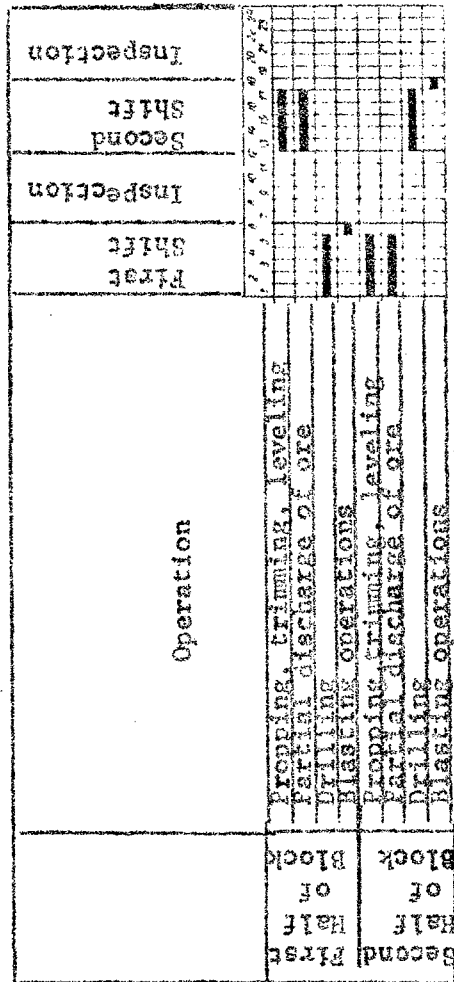 Operation
First
Shift
Inspection
Second
Shift
Inspection
First
Half
of
Block
Propping, trimming, leveling
Partial discharge of ore
Drilling
Blasting operations
Second
Half
of
Block
Propping, trimming, leveling
Partial discharge of ore
Drilling
Blasting operations